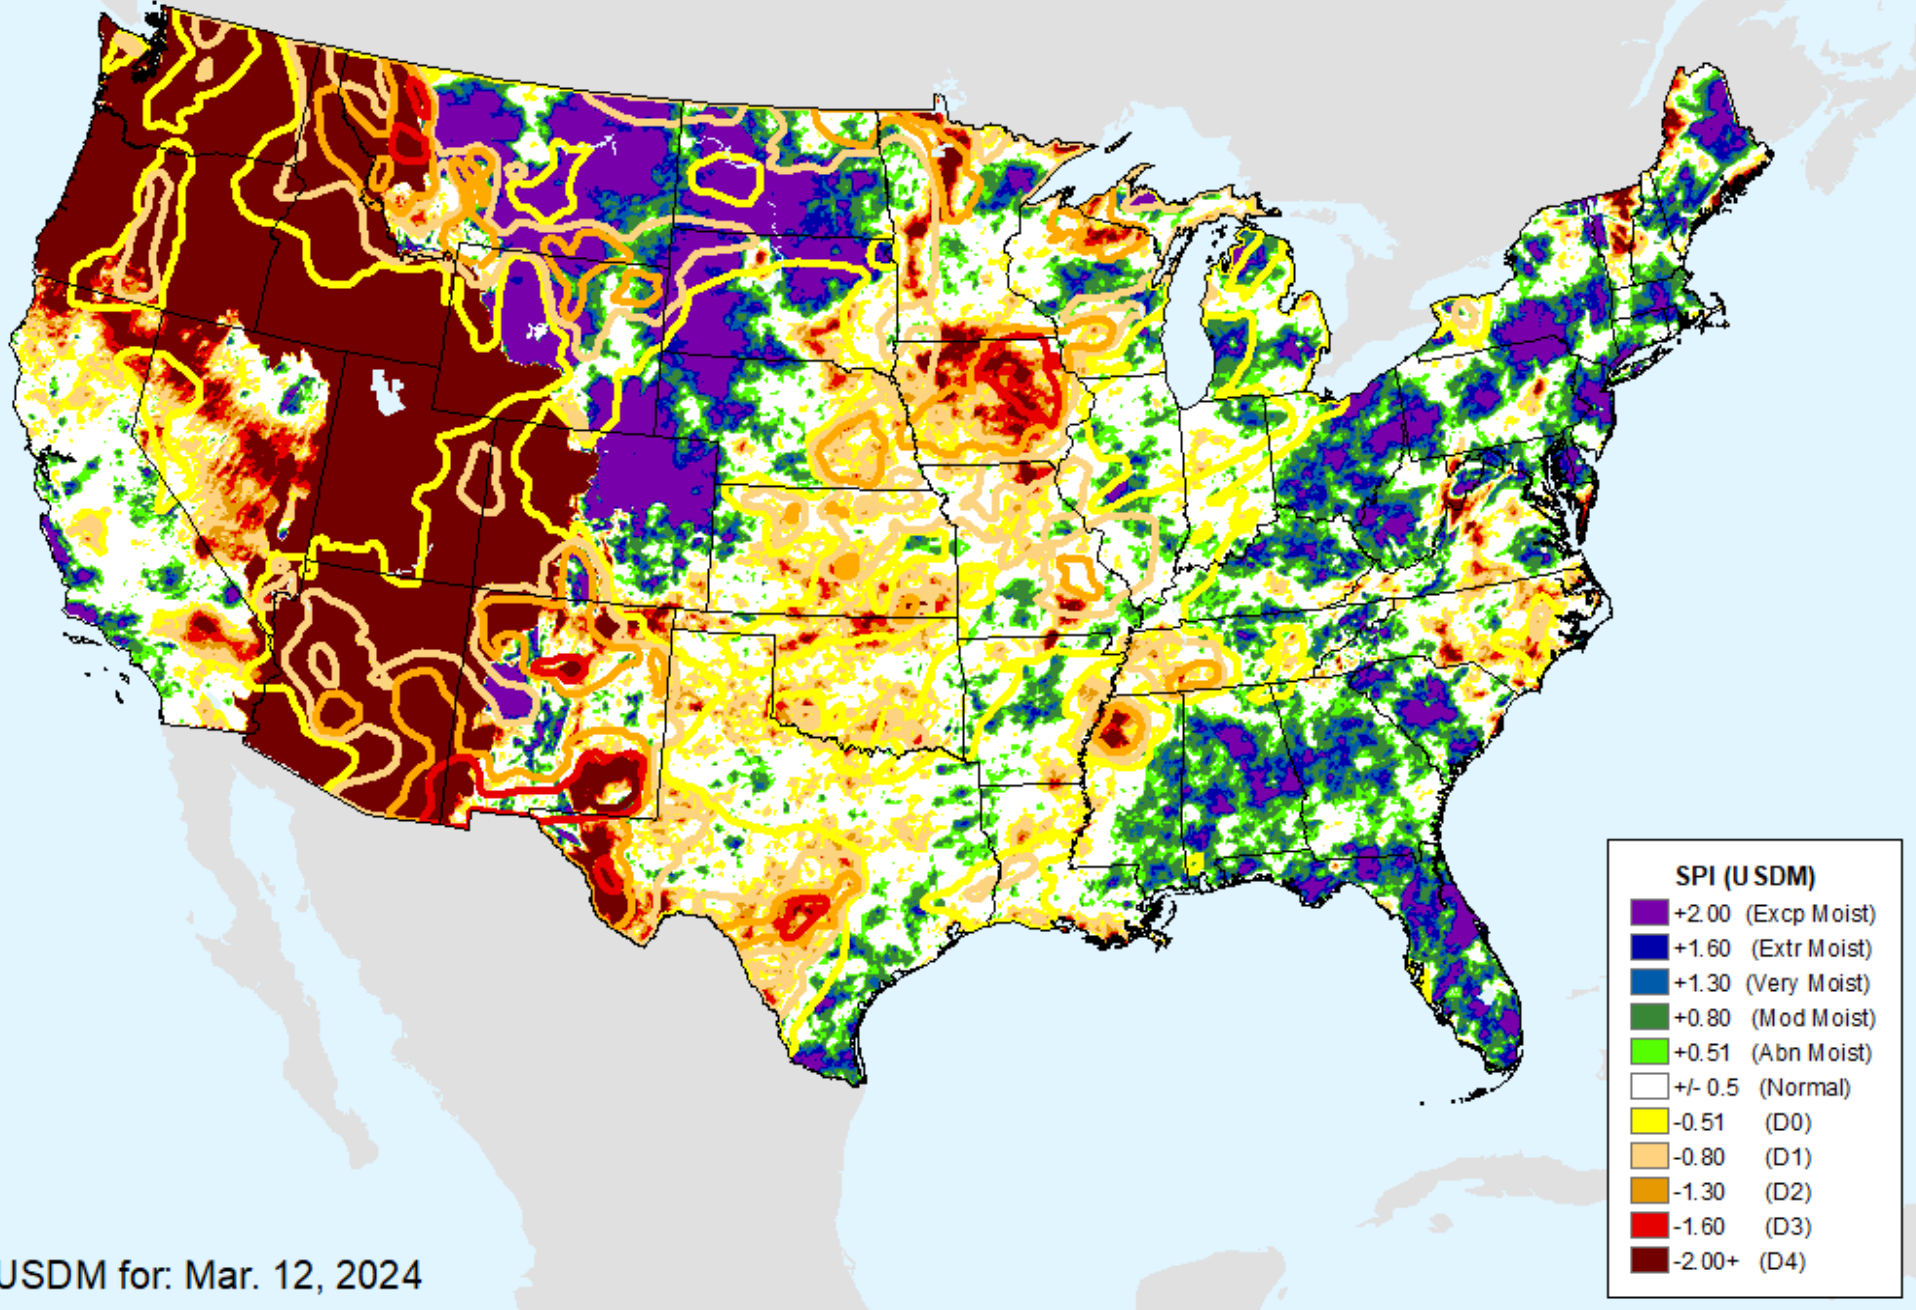 SPI (USDM)
+2.00 (Excp Moist)
+1.60 (Extr Moist)
+1.30 (Very Moist)
+0.80 (Mod Moist)
+0.51 (Abn Moist)
+/- 0.5 (Normal)
-0.51 (D0)
-0.80 (D1)
-1.30 (D2)
-1.60 (D3)
-2.00+ (D4)
USDM for: Mar. 12, 2024